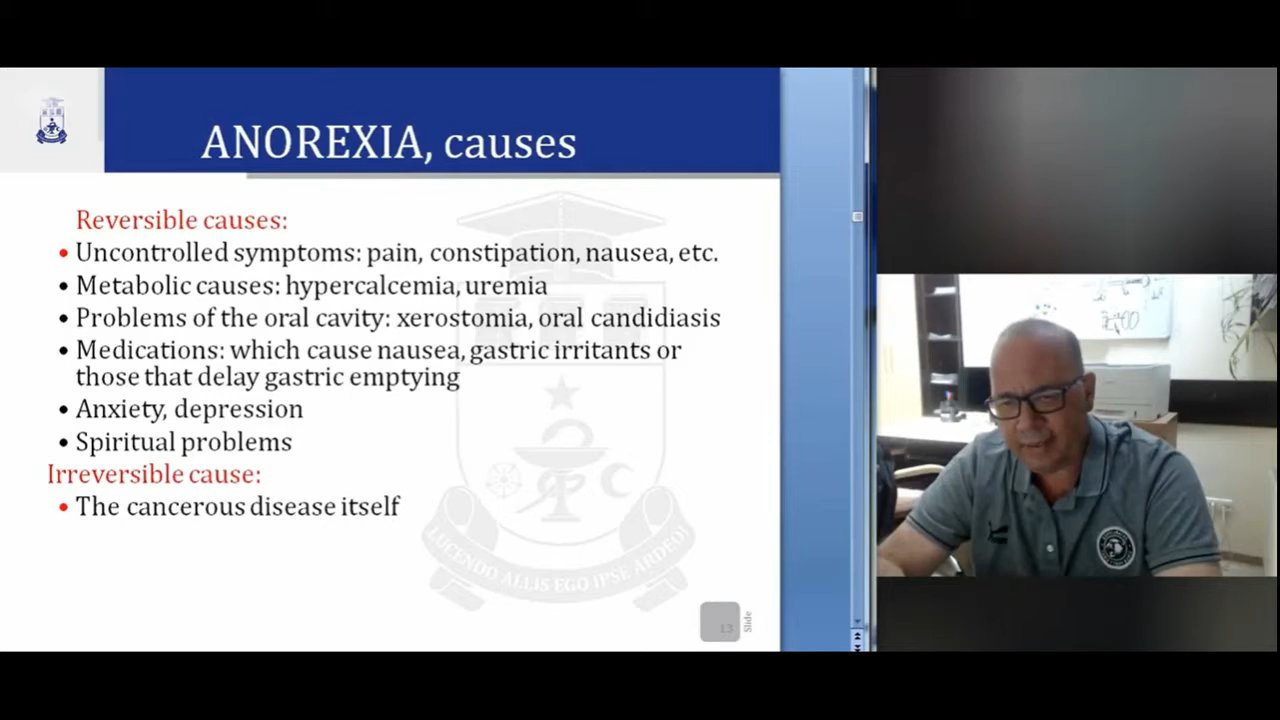 ANOREXIA, causes
Reversible causes:
• Uncontrolled symptoms: pain, constipation, nausea, etc.
• Metabolic causes: hypercalcemia, uremia
• Problems of the oral cavity: xerostomia, oral candidiasis
• Medications: which cause nausea, gastric irritants or
those that delay gastric emptying
• Anxiety, depression
• Spiritual problems
Irreversible cause:
• The cancerous disease itself
LUCENDO ALLIS EGO IPSE ARDEO
13
Slide